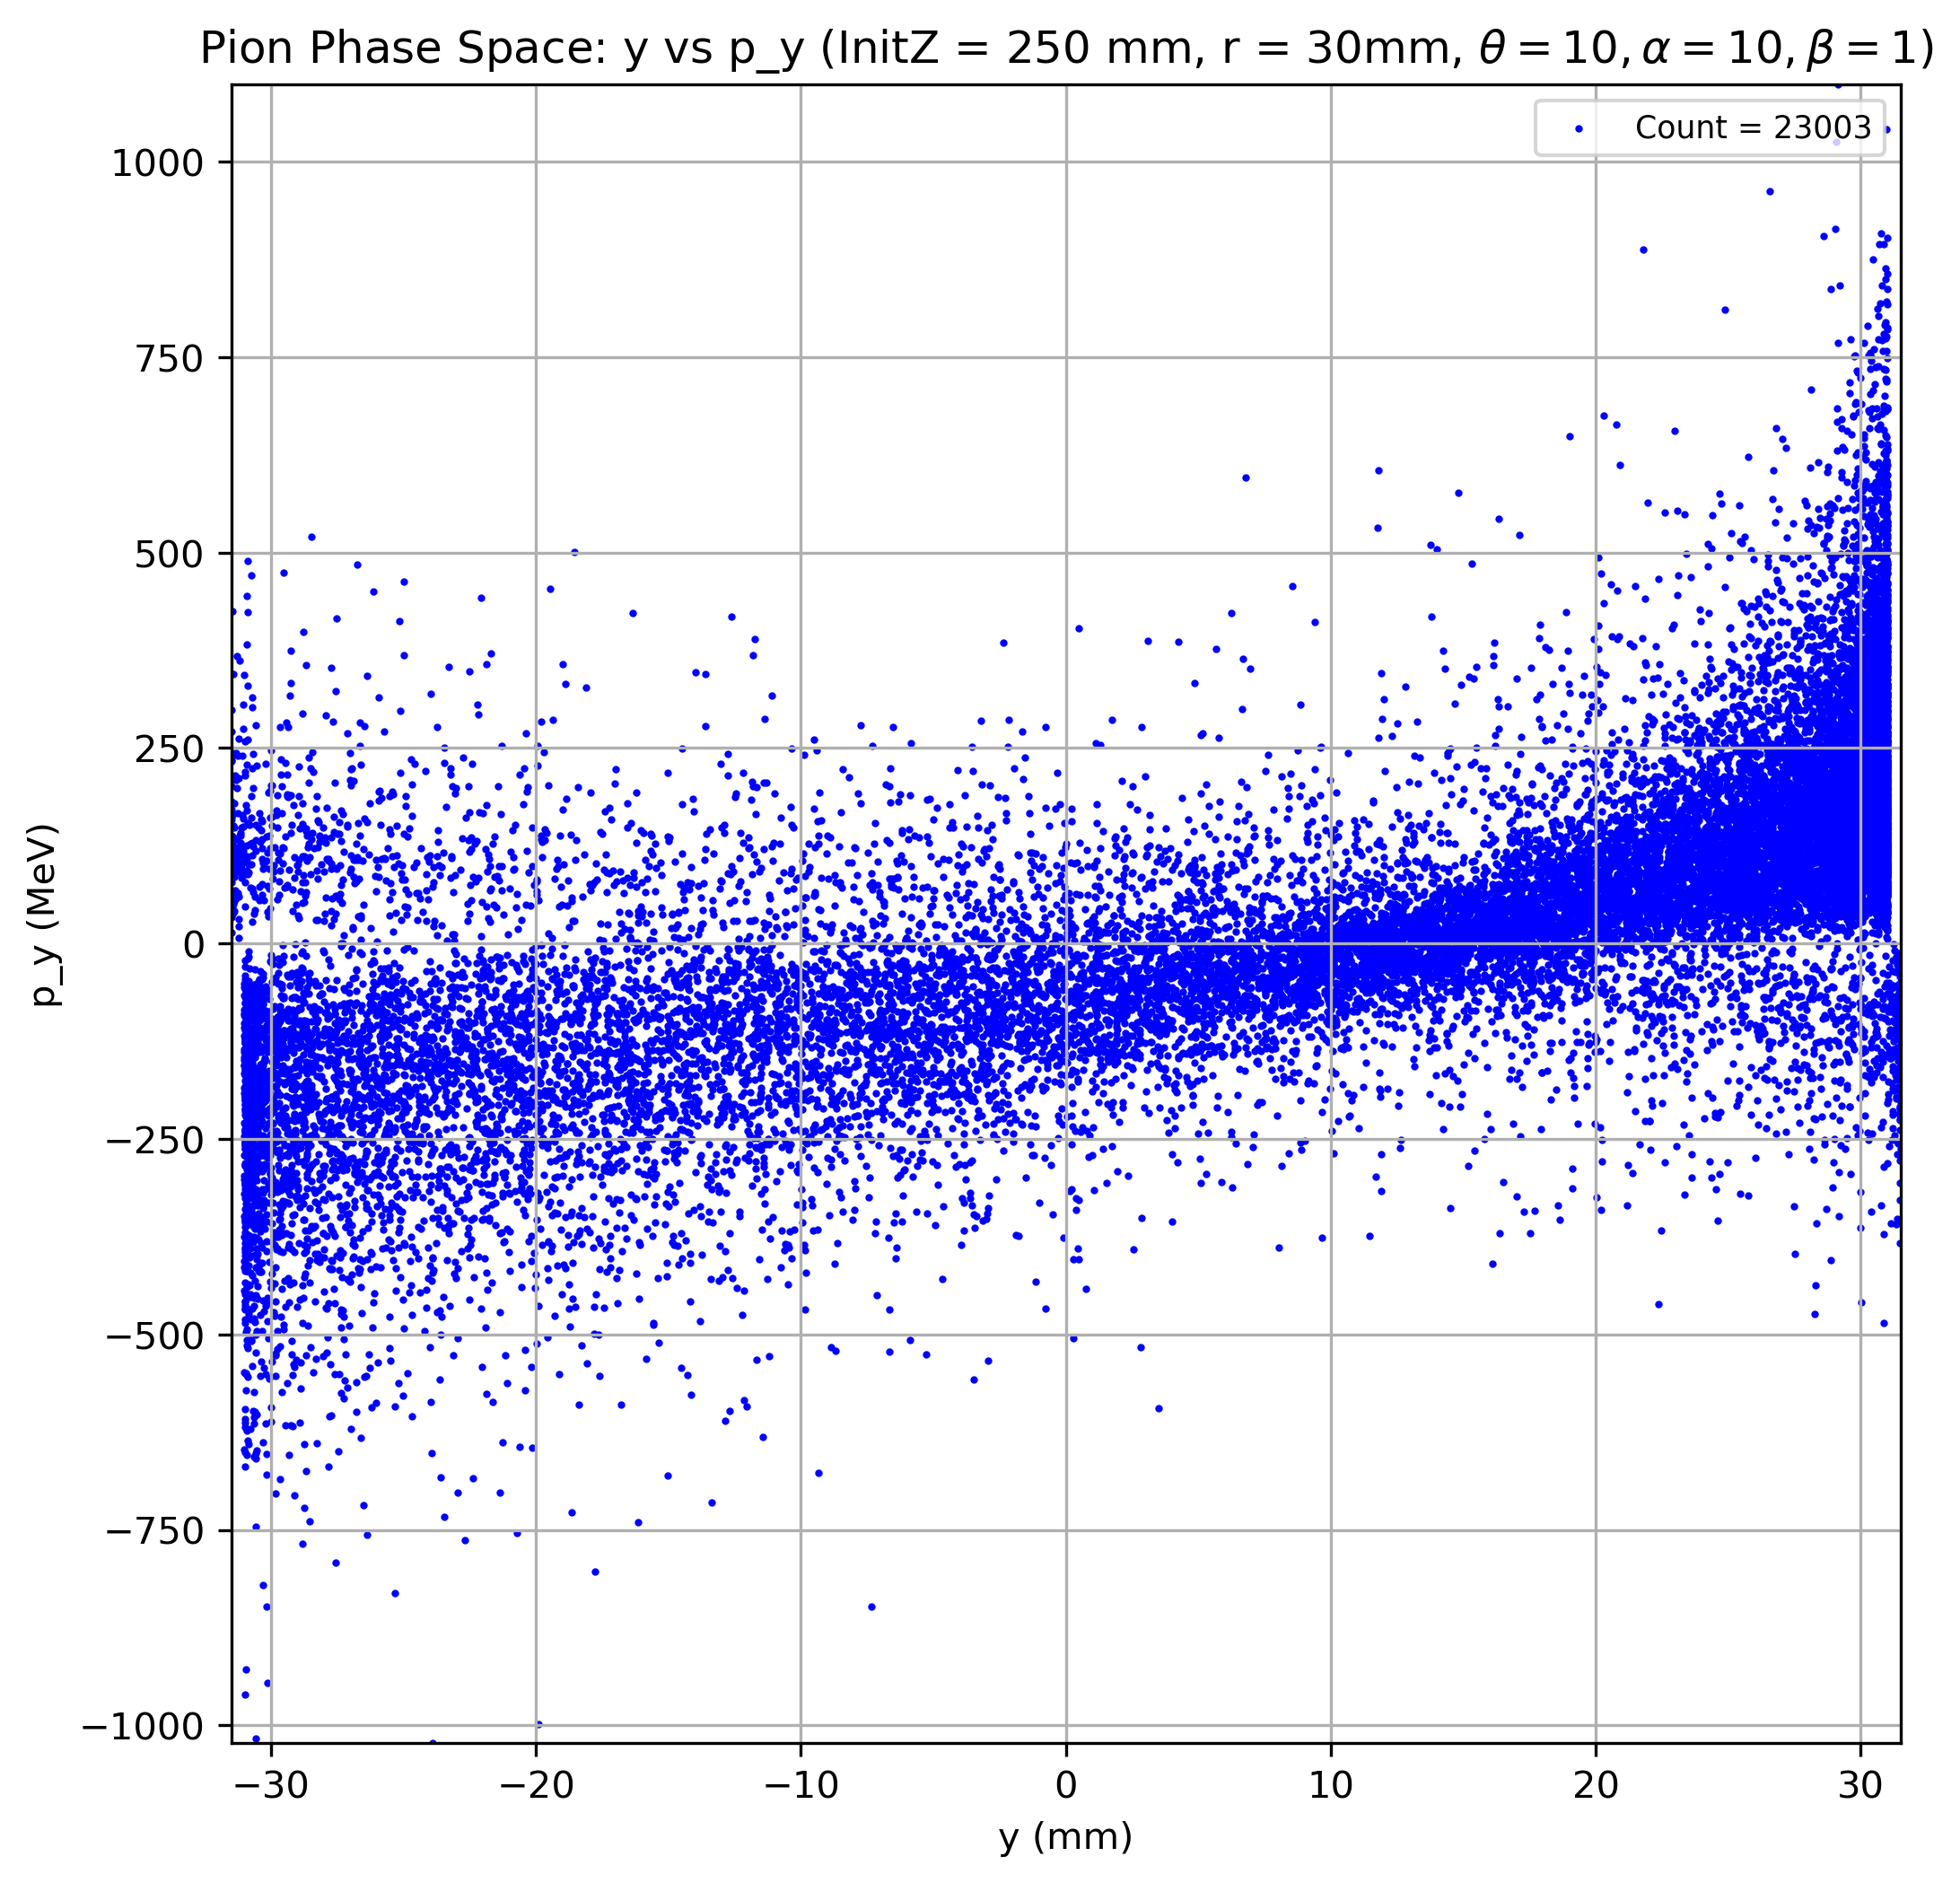 Pion Phase Space: y vs p_y (InitZ = 250 mm, r = 30mm, θ = 10, α = 10, β = 1)
Count = 23003
1000
750
500
250
0
−250
−500
−750
−1000
p_y (MeV)
−30 −20 −10 0 10 20 30
y (mm)